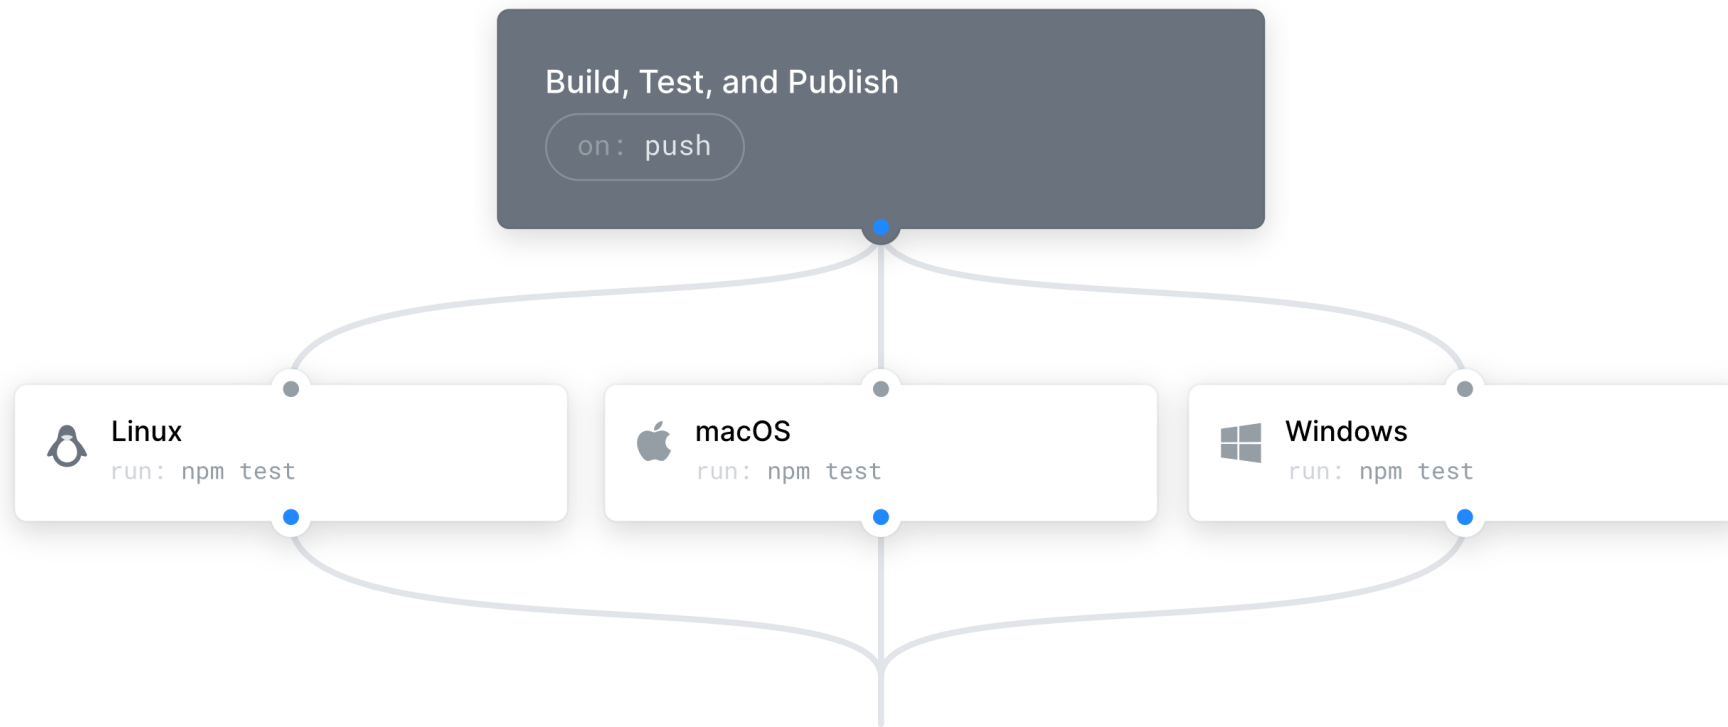 Build, Test, and Publish
on: push
Linux
run: npm test
macOS
run: npm test
Windows
run: npm test